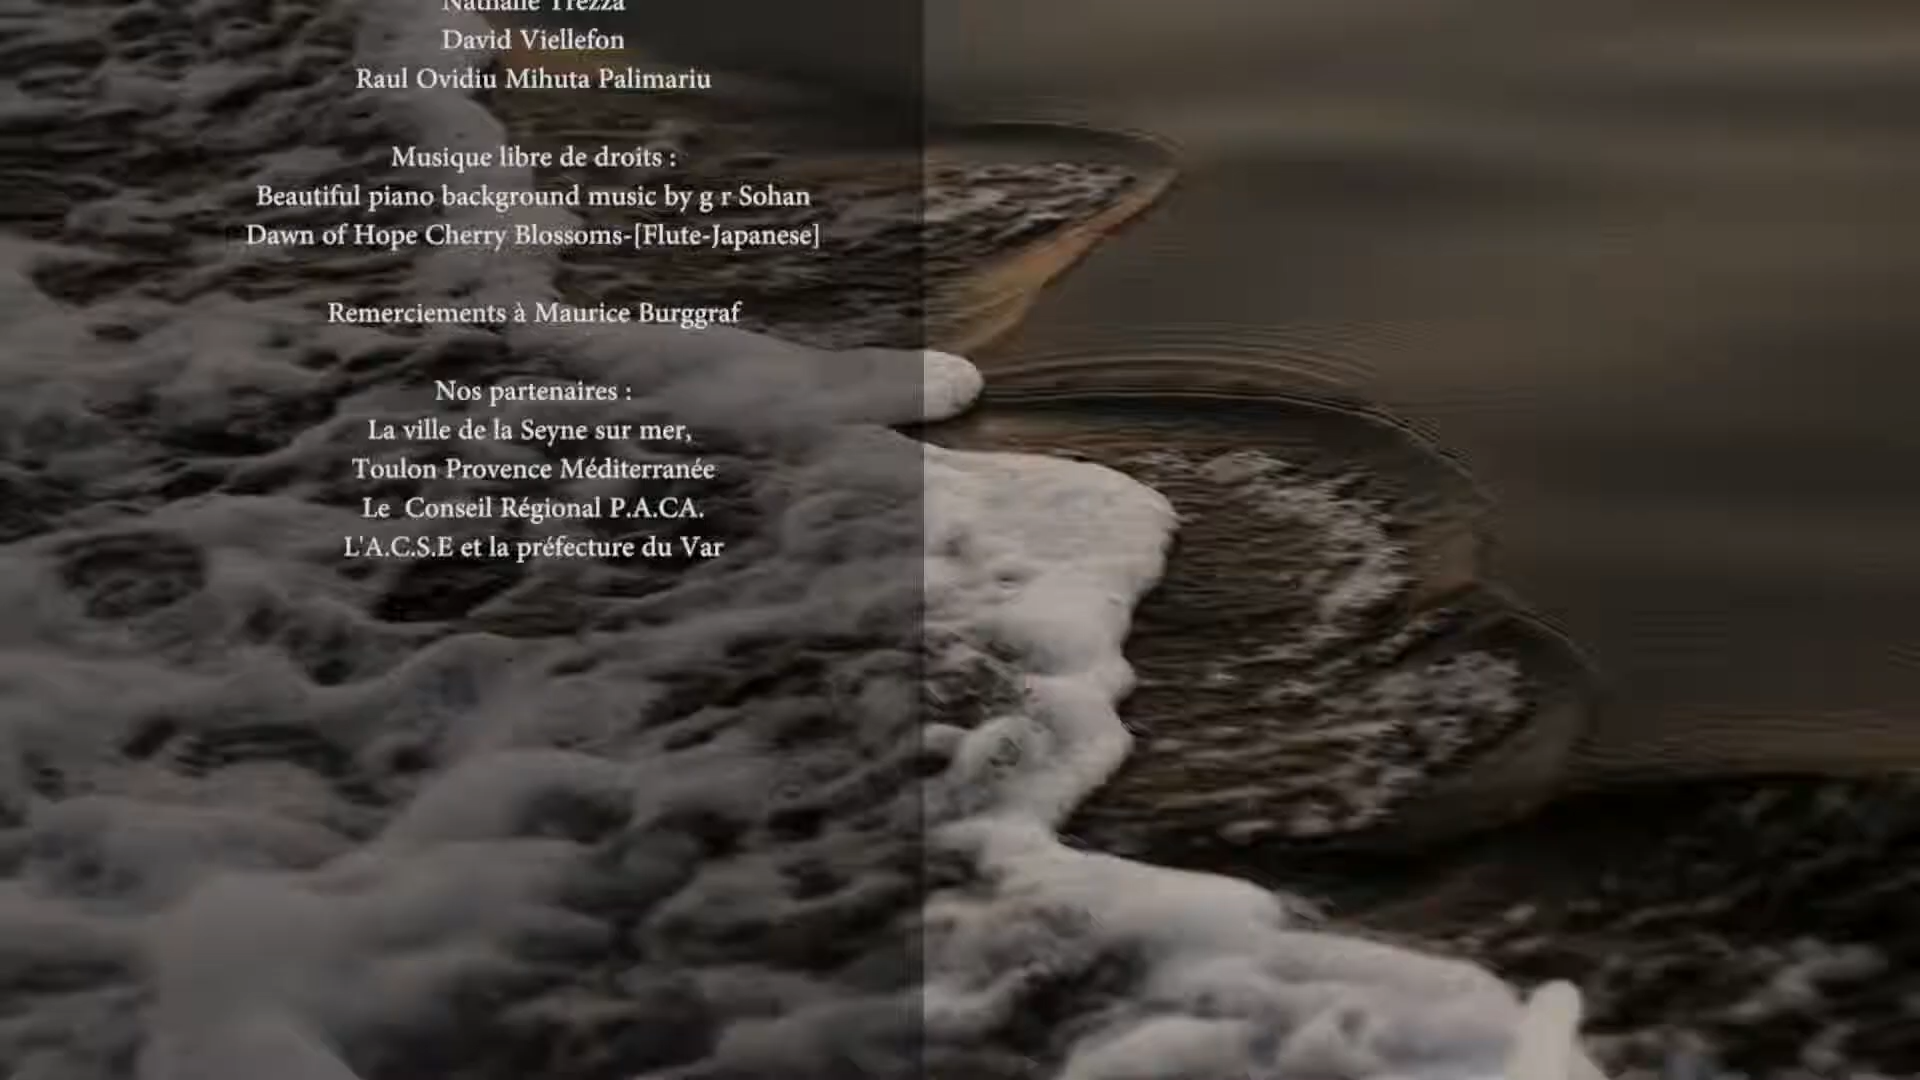 Nathalie Trezza
David Viellefon
Raul Ovidiu Mihuta Palimariu
Musique libre de droits :
Beautiful piano background music by g r Sohan
Dawn of Hope Cherry Blossoms-[Flute-Japanese]
Remerciements à Maurice Burggraf
Nos partenaires :
La ville de la Seyne sur mer,
Toulon Provence Méditerranée
Le  Conseil Régional P.A.CA.
L'A.C.S.E et la préfecture du Var